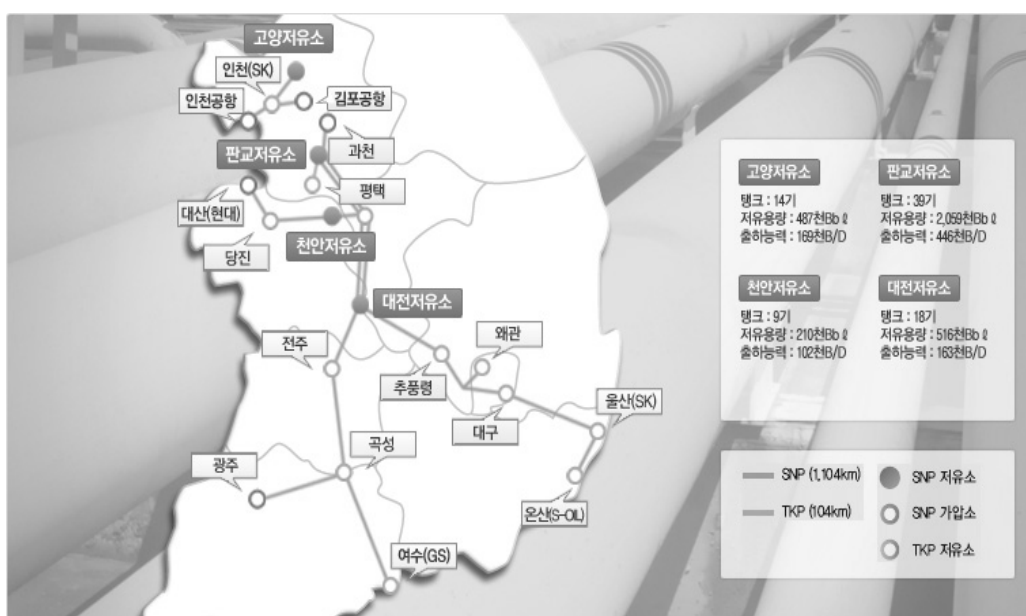 고양저유소
인천(SK)
인천공항
김포공항
판교저유소
과천
평택
대산(현대)
당진
천안저유소
대전저유소
전주
추풍령
왜관
대구
울산(SK)
곡성
광주
온산(S-OIL)
여수(GS)
고양저유소
탱크 : 14기
저유용량 : 487천Bbℓ
출하능력 : 169천B/D
판교저유소
탱크 : 39기
저유용량 : 2,059천Bbℓ
출하능력 : 446천B/D
천안저유소
탱크 : 9기
저유용량 : 210천Bbℓ
출하능력 : 102천B/D
대전저유소
탱크 : 18기
저유용량 : 516천Bbℓ
출하능력 : 163천B/D
SNP (1,104km)
TKP (104km)
SNP 저유소
SNP 가압소
TKP 저유소